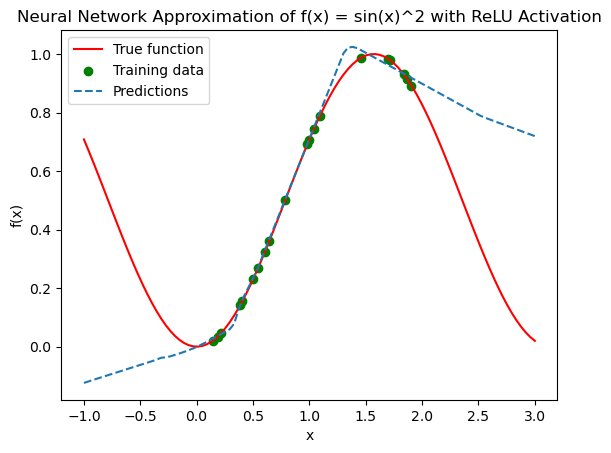 Neural Network Approximation of f(x) = sin(x)^2 with ReLU Activation
True function
Training data
Predictions
f(x)
1.0
0.8
0.6
0.4
0.2
0.0
−1.0 −0.5 0.0 0.5 1.0 1.5 2.0 2.5 3.0
x